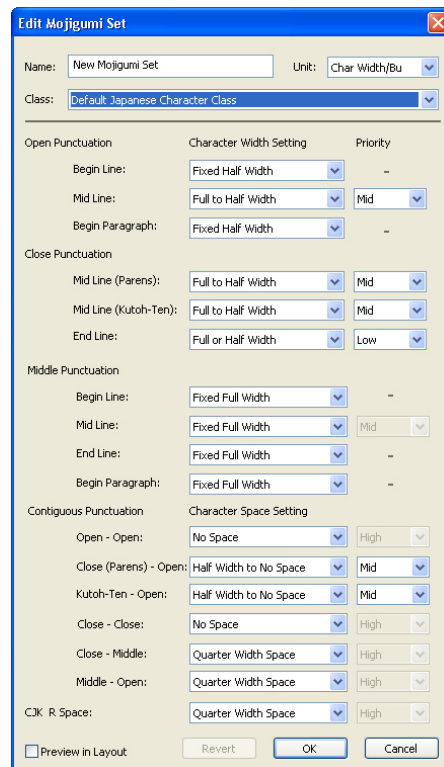 Edit Mojigumi Set
Name: New Mojigumi Set Unit: Char Width/Bu
Class: Default Japanese Character Class
Open Punctuation Character Width Setting Priority
Begin Line: Fixed Half Width –
Mid Line: Full to Half Width Mid
Begin Paragraph: Fixed Half Width –
Close Punctuation
Mid Line (Parens): Full to Half Width Mid
Mid Line (Kutoh-Ten): Full to Half Width Mid
End Line: Full or Half Width Low
Middle Punctuation
Begin Line: Fixed Full Width –
Mid Line: Fixed Full Width Mid
End Line: Fixed Full Width –
Begin Paragraph: Fixed Full Width –
Contiguous Punctuation Character Space Setting
Open - Open: No Space High
Close (Parens) - Open: Half Width to No Space Mid
Kutoh-Ten - Open: Half Width to No Space Mid
Close - Close: No Space High
Close - Middle: Quarter Width Space High
Middle - Open: Quarter Width Space High
CJK R Space: Quarter Width Space High
Preview in Layout Revert OK Cancel